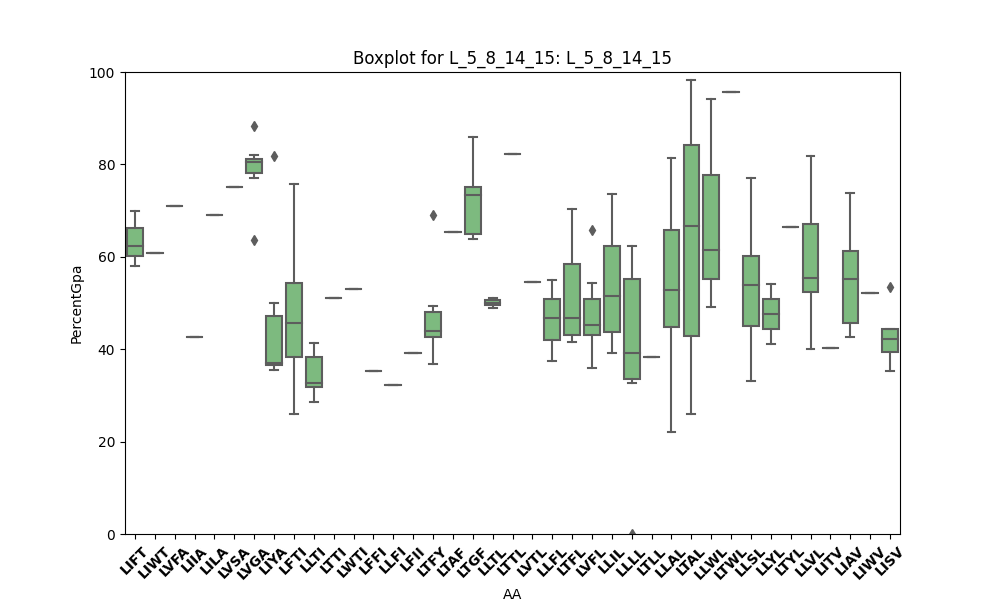 Boxplot for L_5_8_14_15: L_5_8_14_15
100
80
60
40
20
0
PercentGpa
LIFT LIWT LVFA LIIA LILA LVSA LVGA LIYA LFTI LLTI LTTI LWTI LFFI LLFI LFII LTFY LTAF LTGF LLTL LTTL LVTL LLFL LTFL LVFL LLIL LLLL LTLL LLAL LTAL LLWL LTWL LLSL LLYL LTYL LLVL LITV LIAV LIWV LISV
AA